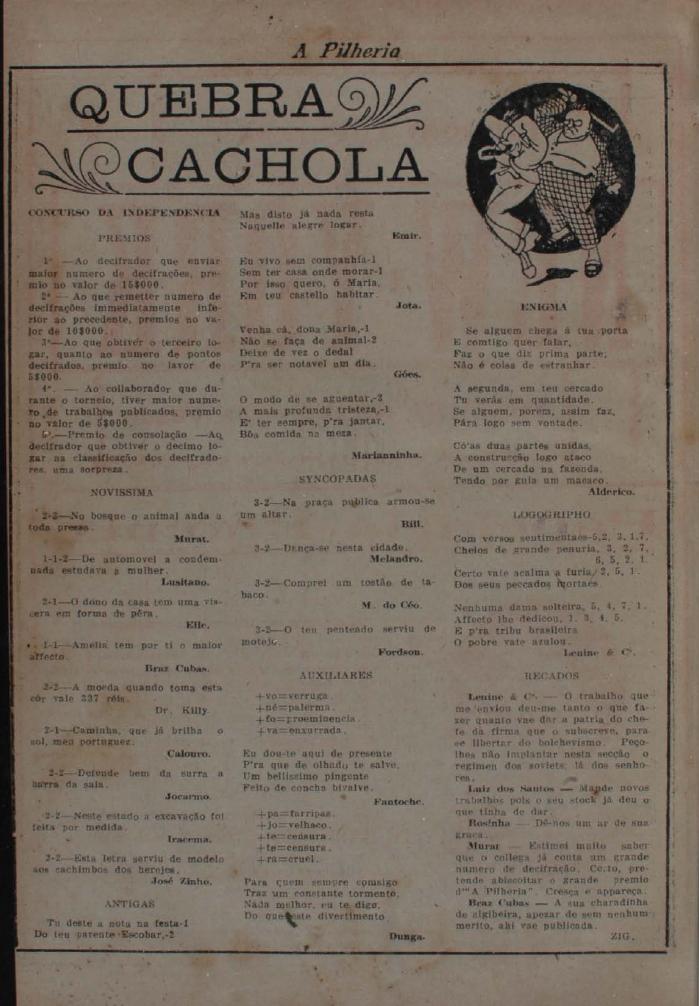 A Pilheria
QUEBRA
CACHOLA
CONCURSO DA INDEPENDENCIA
PREMIOS
1º —Ao decifrador que enviar
maior numero de decifrações, pre-
mio no valor de 15$000.
2º — Ao que remetter numero de
decifrações immediatamente infe-
rior ao precedente, premios no va-
lor de 10$000.
3º—Ao que obtiver o terceiro lo-
gar, quanto ao numero de pontos
decifrados, premio no lavor de
5$000.
4º. — Ao collaborador que du-
rante o torneio, tiver maior nume-
ro de trabalhos publicados, premio
no valor de 5$000.
5º.—Premio de consolação —Ao
decifrador que obtiver o decimo lo-
gar na classificação dos decifrado-
res, uma sorpreza.
NOVISSIMA
2-2—No bosque o animal anda a
toda pressa.
Murat.
1-1-2—De automovel a condem-
nada estudava a mulher.
Lusitano.
2-1—O dono da casa tem uma vis-
cera em forma de pêra.
Elle.
1-1—Amelia tem por ti o maior
affecto.
Braz Cubas.
2-2—A moeda quando toma esta
côr vale 337 réis.
Dr. Killy.
2-1—Caminha, que já brilha o
sol, meu portuguez.
Calouro.
2-2—Defende bem da surra a
barra da saia.
Jocarmo.
2-2—Neste estado a excavação foi
feita por medida.
Iracema.
2-2—Esta letra serviu de modelo
aos cachimbos dos herojes.
José Zinho.
ANTIGAS
Tu deste a nota na festa-1
Do teu parente Escobar,-2
Mas disto já nada resta
Naquelle alegre logar.
Emir.
Eu vivo sem companhia-1
Sem ter casa onde morar-1
Por isso quero, ó Maria,
Em teu castello habitar.
Jota.
Venha cá, dona Maria,-1
Não se faça de animal-2
Deixe de vez o dedal
P'ra ser notavel um dia.
Góes.
O modo de se aguentar,-3
A mais profunda tristeza,-1
E' ter sempre, p'ra jantar,
Bôa comida na meza.
Marianninha.
SYNCOPADAS
3-2—Na praça publica armou-se
um altar.
Bill.
3-2—Dança-se nesta cidade.
Melandro.
3-2—Comprei um tostão de ta-
baco.
M. do Céo.
3-2—O teu penteado serviu de
motejo.
Fordson.
AUXILIARES
+vo=verruga.
+né=palerma.
+fo=proeminencia.
+va=enxurrada.
Eu dou-te aqui de presente
P'ra que de olhado te salve,
Um bellissimo pingente
Feito de concha bivalve.
Fantoche.
+pa=farripas.
+jo=velhaco.
+te=censura.
+te=censura.
+ra=cruel.
Para quem sempre comsigo
Traz um constante tormento,
Nada melhor, eu te digo,
Do que este divertimento
Dunga.
ENIGMA
Se alguem chega á tua porta
E comtigo quer falar,
Faz o que diz prima parte;
Não é coisa de estranhar.
A segunda, em teu cercado
Tu verás em quantidade.
Se alguem, porem, assim faz,
Pára logo sem vontade.
Có'as duas partes unidas,
A construcção logo ataco
De um cercado na fazenda,
Tendo por guia um macaco.
Alderico.
LOGOGRIPHO
Com versos sentimentaes-5,2, 3, 1,7,
Cheios de grande penuria, 3, 2, 7,
6, 5, 2, 1.
Certo vate acalma a furia, 2, 5, 1.
Dos seus peccados mortaes
Nenhuma dama solteira, 5, 4, 7, 1.
Affecto lhe dedicou, 1, 3, 4, 5.
E p'ra tribu brasileira
O pobre vate azulou.
Lenine & Cª.
RECADOS
Lenine & Cª. — O trabalho que
me enviou deu-me tanto o que fa-
zer quanto vae dar a patria do che-
fe da firma que o subscreve, para
se libertar do bolchevismo. Peço-
lhes não implantar nesta secção o
regimen dos soviets lá dos senho-
res.
Luiz dos Santos — Mande novos
trabalhos pois o seu stock já deu o
que tinha de dar.
Rosinha — Dê-nos um ar de sua
graça.
Murat — Estimei muito saber
que o collega já conta um grande
numero de decifração. Certo, pre-
tende abiscoitar o grande premio
d'"A Pilheria". Cresça e appareça.
Braz Cubas — A sua charadinha
de algibeira, apezar de sem nenhum
merito, ahi vae publicada.
ZIG.